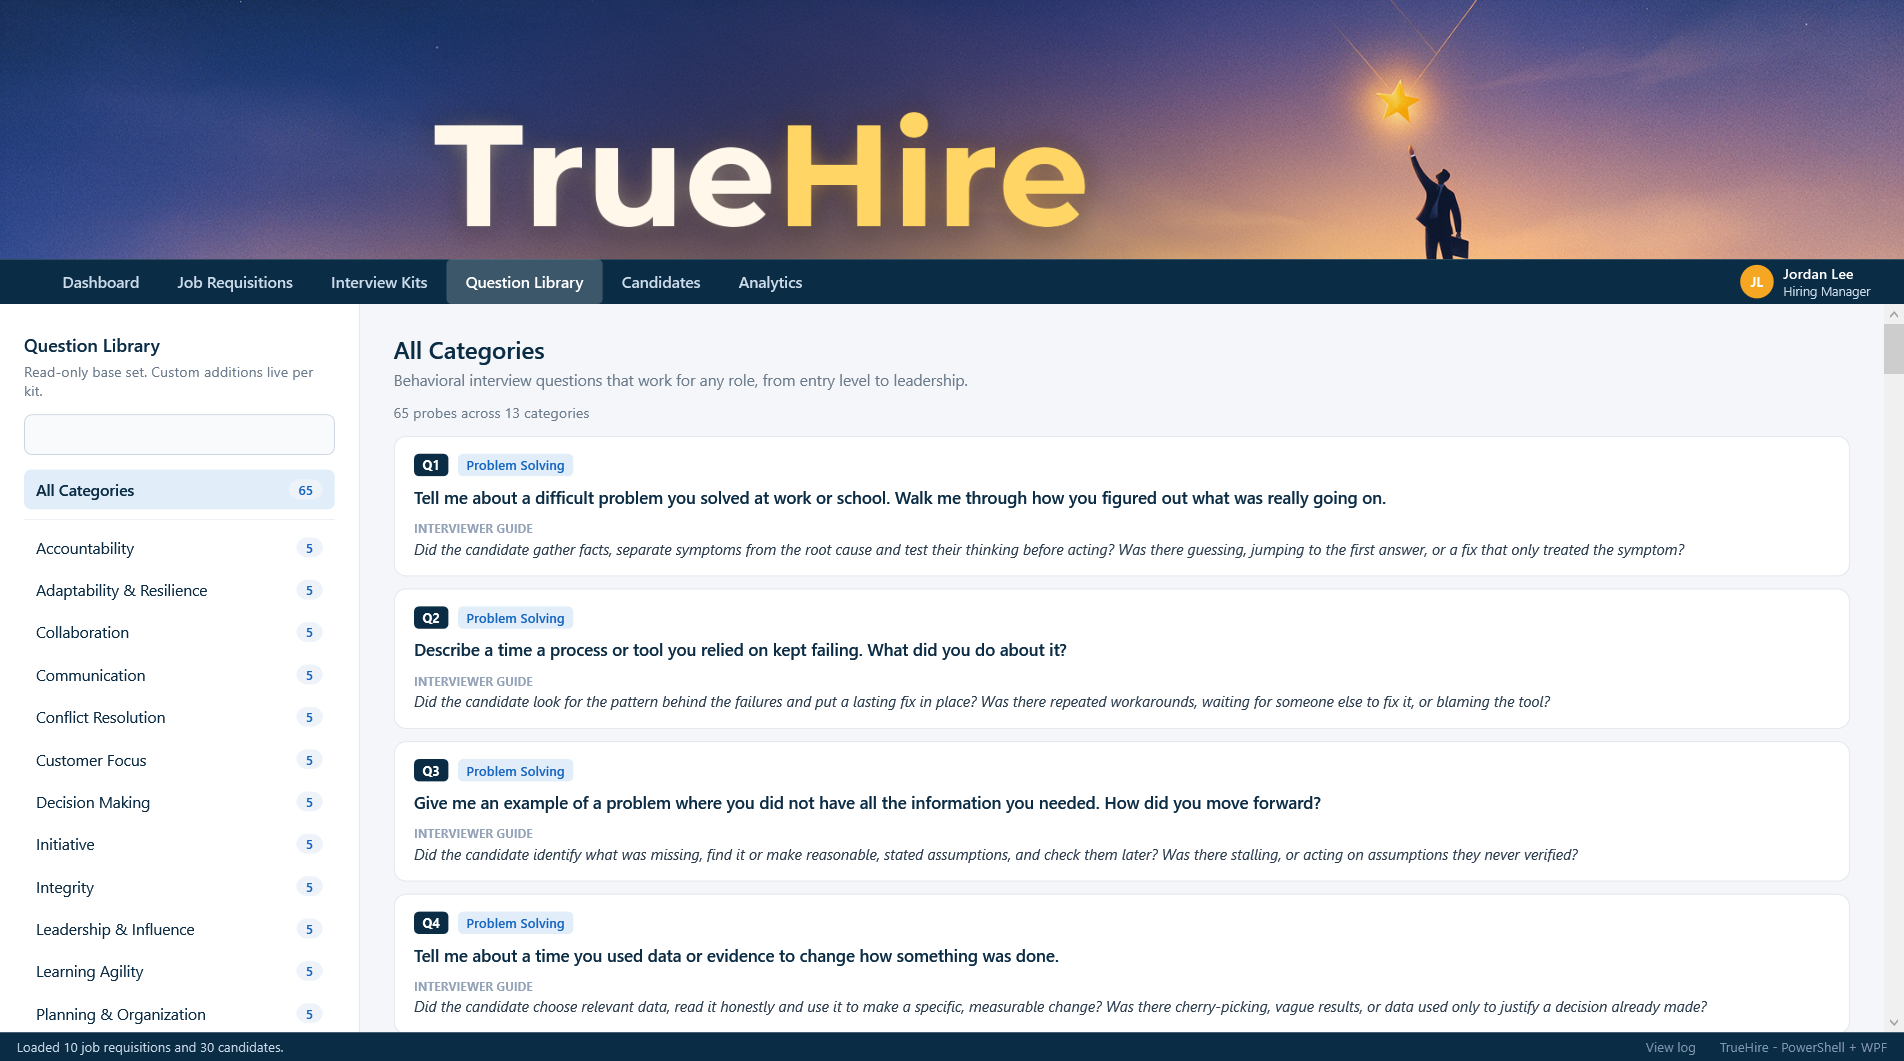 TrueHire
Dashboard
Job Requisitions
Interview Kits
Question Library
Candidates
Analytics
JL
Jordan Lee
Hiring Manager
Question Library
Read-only base set. Custom additions live per
kit.
All Categories 65
Accountability 5
Adaptability & Resilience 5
Collaboration 5
Communication 5
Conflict Resolution 5
Customer Focus 5
Decision Making 5
Initiative 5
Integrity 5
Leadership & Influence 5
Learning Agility 5
Planning & Organization 5
All Categories
Behavioral interview questions that work for any role, from entry level to leadership.
65 probes across 13 categories
Q1 Problem Solving
Tell me about a difficult problem you solved at work or school. Walk me through how you figured out what was really going on.
INTERVIEWER GUIDE
Did the candidate gather facts, separate symptoms from the root cause and test their thinking before acting? Was there guessing, jumping to the first answer, or a fix that only treated the symptom?
Q2 Problem Solving
Describe a time a process or tool you relied on kept failing. What did you do about it?
INTERVIEWER GUIDE
Did the candidate look for the pattern behind the failures and put a lasting fix in place? Was there repeated workarounds, waiting for someone else to fix it, or blaming the tool?
Q3 Problem Solving
Give me an example of a problem where you did not have all the information you needed. How did you move forward?
INTERVIEWER GUIDE
Did the candidate identify what was missing, find it or make reasonable, stated assumptions, and check them later? Was there stalling, or acting on assumptions they never verified?
Q4 Problem Solving
Tell me about a time you used data or evidence to change how something was done.
INTERVIEWER GUIDE
Did the candidate choose relevant data, read it honestly and use it to make a specific, measurable change? Was there cherry-picking, vague results, or data used only to justify a decision already made?
Loaded 10 job requisitions and 30 candidates.
View log
TrueHire - PowerShell + WPF